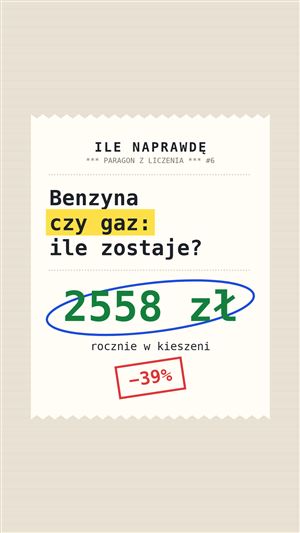 ILE NAPRAWDĘ
*** PARAGON Z LICZENIA *** #6
Benzyna
czy gaz:
ile zostaje?
2558 zł
rocznie w kieszeni
−39%